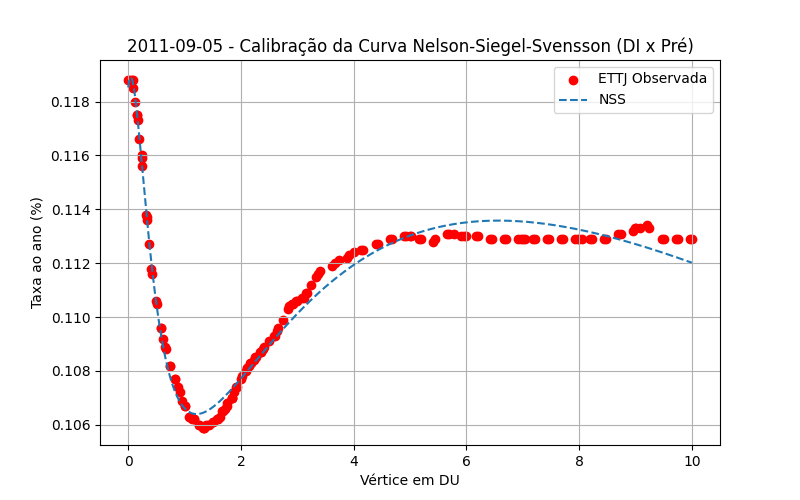 2011-09-05 - Calibração da Curva Nelson-Siegel-Svensson (DI x Pré)
ETTJ Observada
NSS
Taxa ao ano (%)
0.118
0.116
0.114
0.112
0.110
0.108
0.106
0 2 4 6 8 10
Vértice em DU